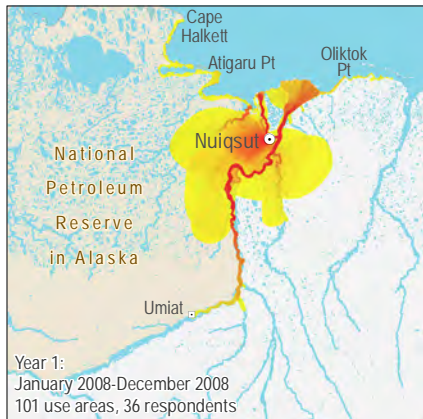 Cape
Halkett
Atigaru Pt
Oliktok
Pt
Nuiqsut
National
Petroleum
Reserve
in Alaska
Umiat
Year 1:
January 2008-December 2008
101 use areas, 36 respondents